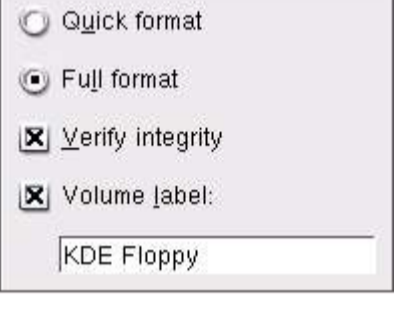 Quick format
Full format
Verify integrity
Volume label:
KDE Floppy